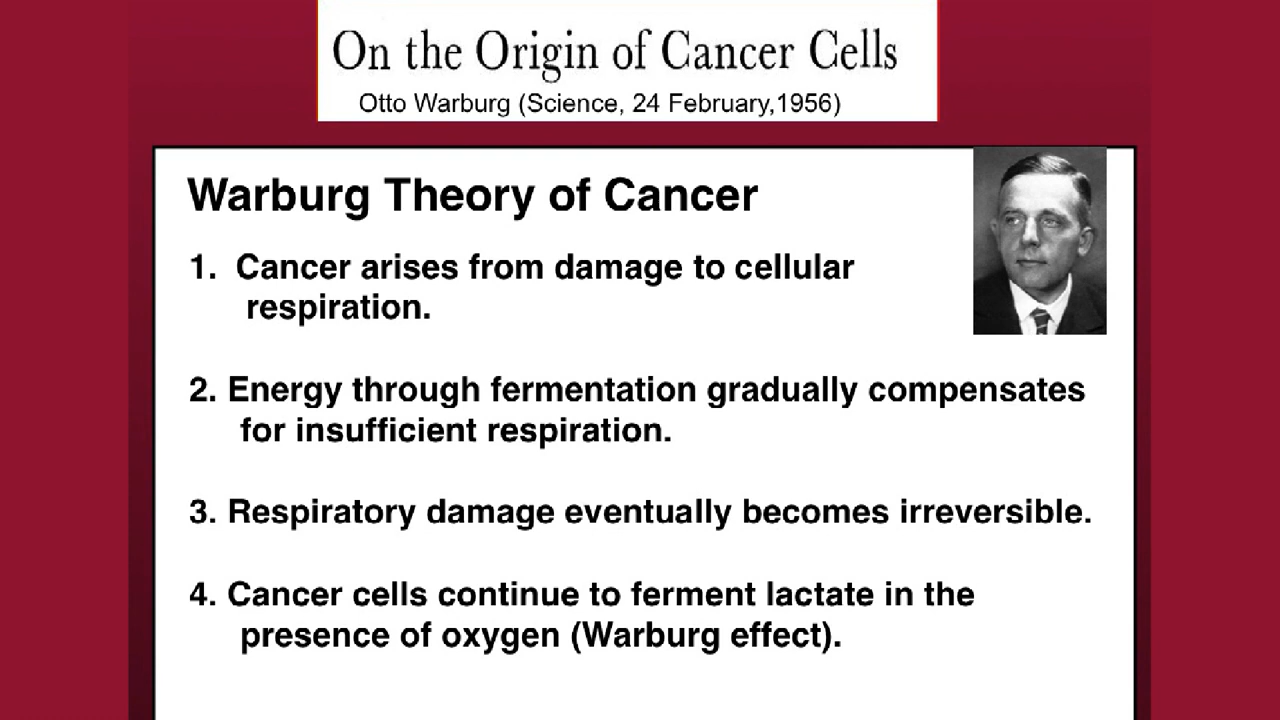 On the Origin of Cancer Cells
Otto Warburg (Science, 24 February,1956)
Warburg Theory of Cancer
1. Cancer arises from damage to cellular
respiration.
2. Energy through fermentation gradually compensates
for insufficient respiration.
3. Respiratory damage eventually becomes irreversible.
4. Cancer cells continue to ferment lactate in the
presence of oxygen (Warburg effect).